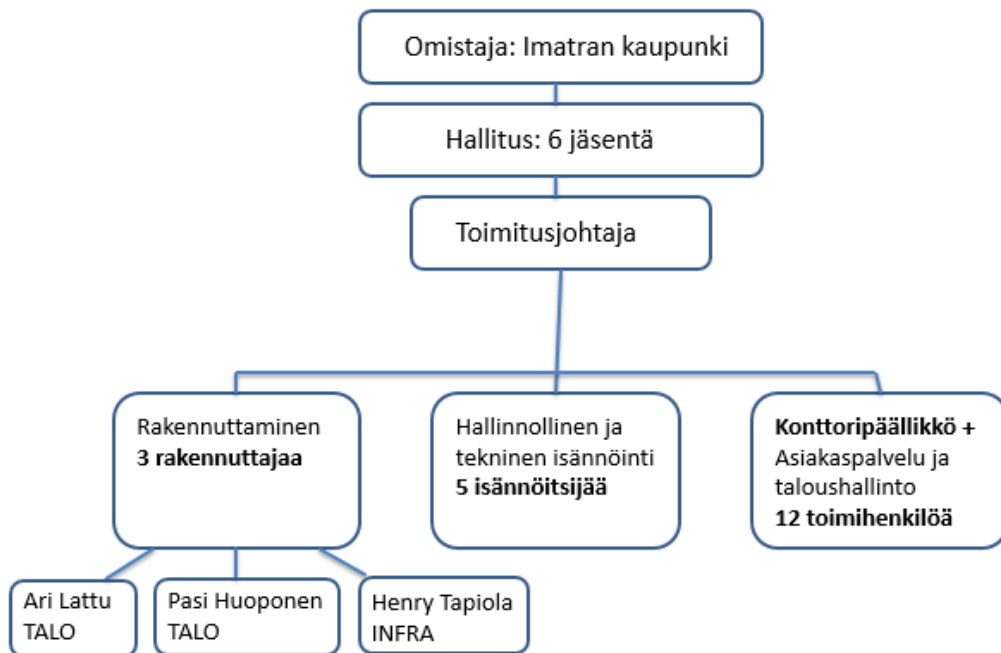 Omistaja: Imatran kaupunki
Hallitus: 6 jäsentä
Toimitusjohtaja
Rakennuttaminen
3 rakennuttajaa
Hallinnollinen ja
tekninen isännöinti
5 isännöitsijää
Konttoripäällikkö +
Asiakaspalvelu ja
taloushallinto
12 toimihenkilöä
Ari Lattu
TALO
Pasi Huoponen
TALO
Henry Tapiola
INFRA